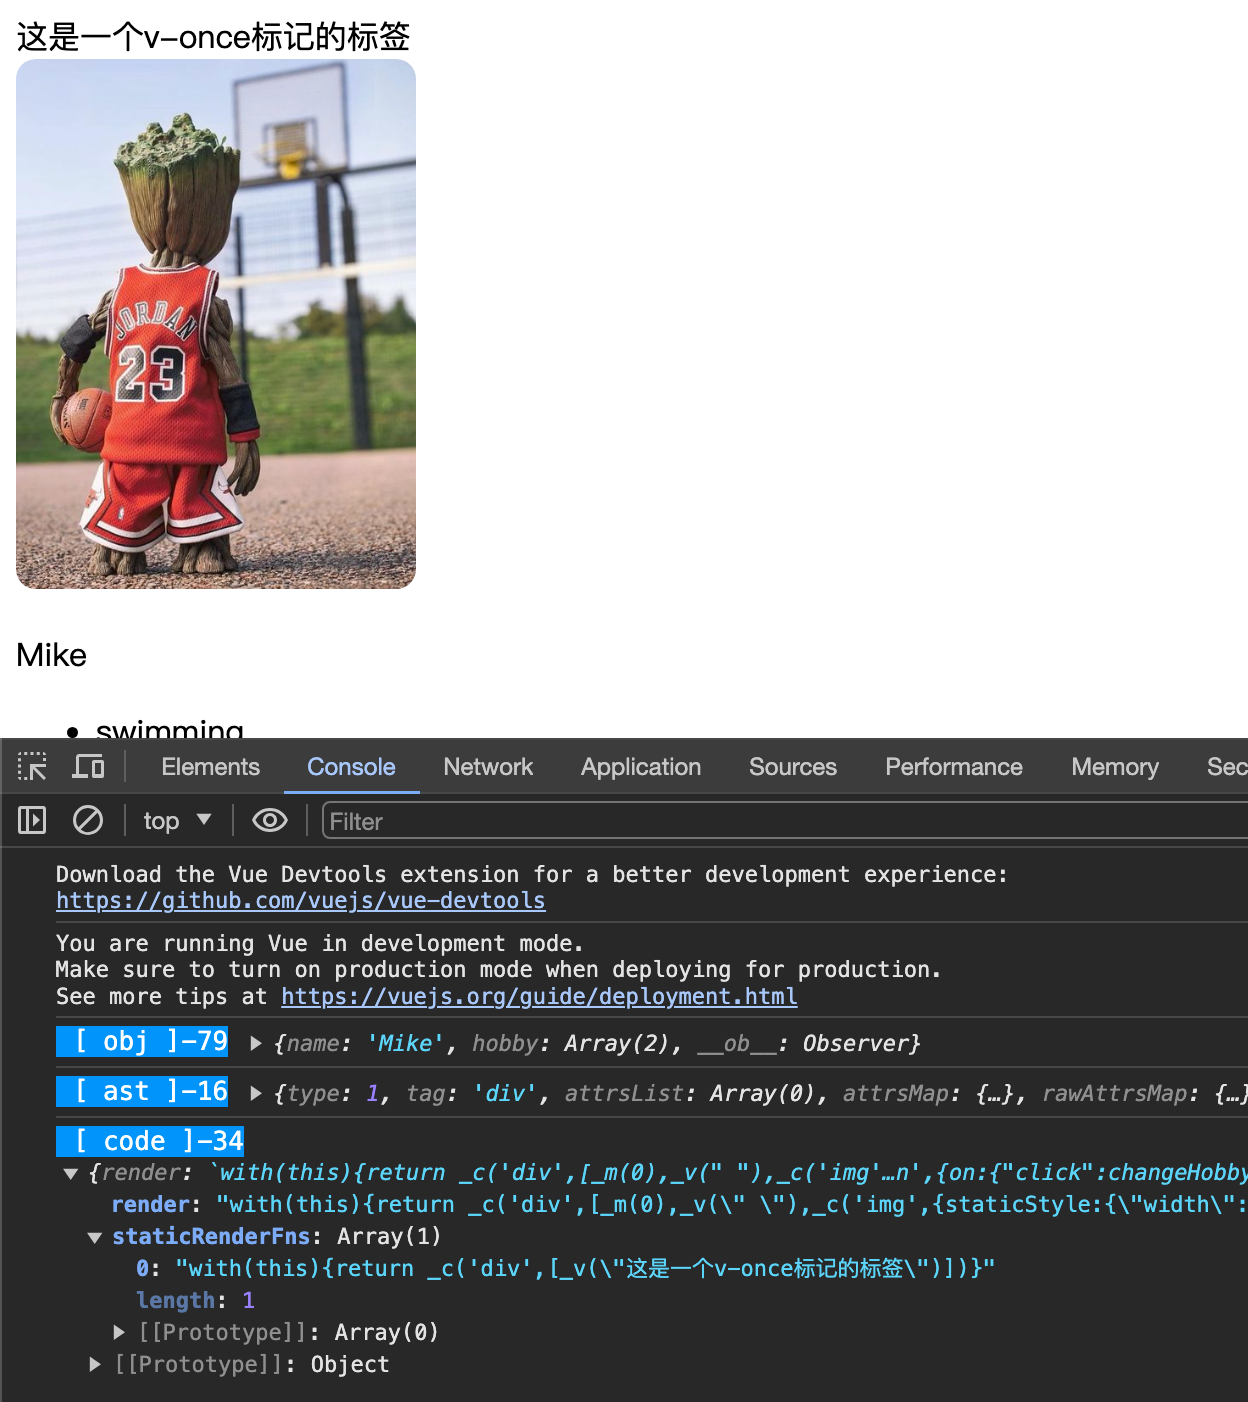 这是一个v-once标记的标签
JORDAN
23
Mike
• swimming
Elements Console Network Application Sources Performance Memory Sec
top ▼ Filter
Download the Vue Devtools extension for a better development experience:
https://github.com/vuejs/vue-devtools
You are running Vue in development mode.
Make sure to turn on production mode when deploying for production.
See more tips at https://vuejs.org/guide/deployment.html
[ obj ]-79 ▶ {name: 'Mike', hobby: Array(2), __ob__: Observer}
[ ast ]-16 ▶ {type: 1, tag: 'div', attrsList: Array(0), attrsMap: {…}, rawAttrsMap: {…}
[ code ]-34
▼ {render: `with(this){return _c('div',[_m(0),_v(" "),_c('img'…n',{on:{"click":changeHobby
render: "with(this){return _c('div',[_m(0),_v(\" \"),_c('img',{staticStyle:{\"width\":
▼ staticRenderFns: Array(1)
0: "with(this){return _c('div',[_v(\"这是一个v-once标记的标签\")])}"
length: 1
▶ [[Prototype]]: Array(0)
▶ [[Prototype]]: Object